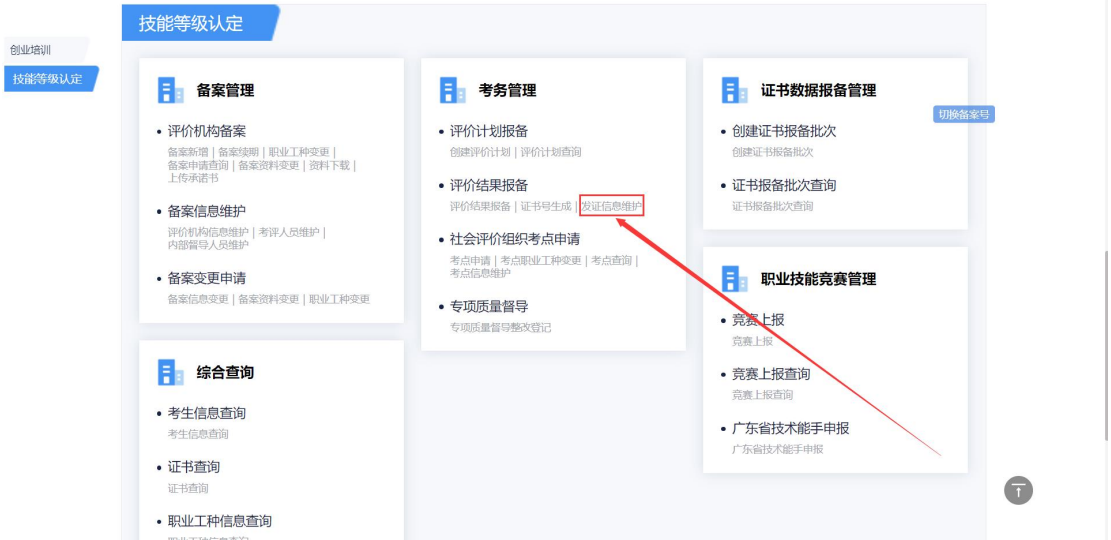 技能等级认定
创业培训
技能等级认定
备案管理
评价机构备案
备案新增 | 备案续期 | 职业工种变更 |
备案申请查询 | 备案资料变更 | 资料下载 |
上传承诺书
备案信息维护
评价机构信息维护 | 考评人员维护 |
内部督导人员维护
备案变更申请
备案信息变更 | 备案资料变更 | 职业工种变更
综合查询
考生信息查询
考生信息查询
证书查询
证书查询
职业工种信息查询
职业工种信息查询
考务管理
评价计划报备
创建评价计划 | 评价计划查询
评价结果报备
评价结果报备 | 证书号生成 | 发证信息维护
社会评价组织考点申请
考点申请 | 考点职业工种变更 | 考点查询 |
考点信息维护
专项质量督导
专项质量督导整改登记
证书数据报备管理
切换备案号
创建证书报备批次
创建证书报备批次
证书报备批次查询
证书报备批次查询
职业技能竞赛管理
竞赛上报
竞赛上报
竞赛上报查询
竞赛上报查询
广东省技术能手申报
广东省技术能手申报